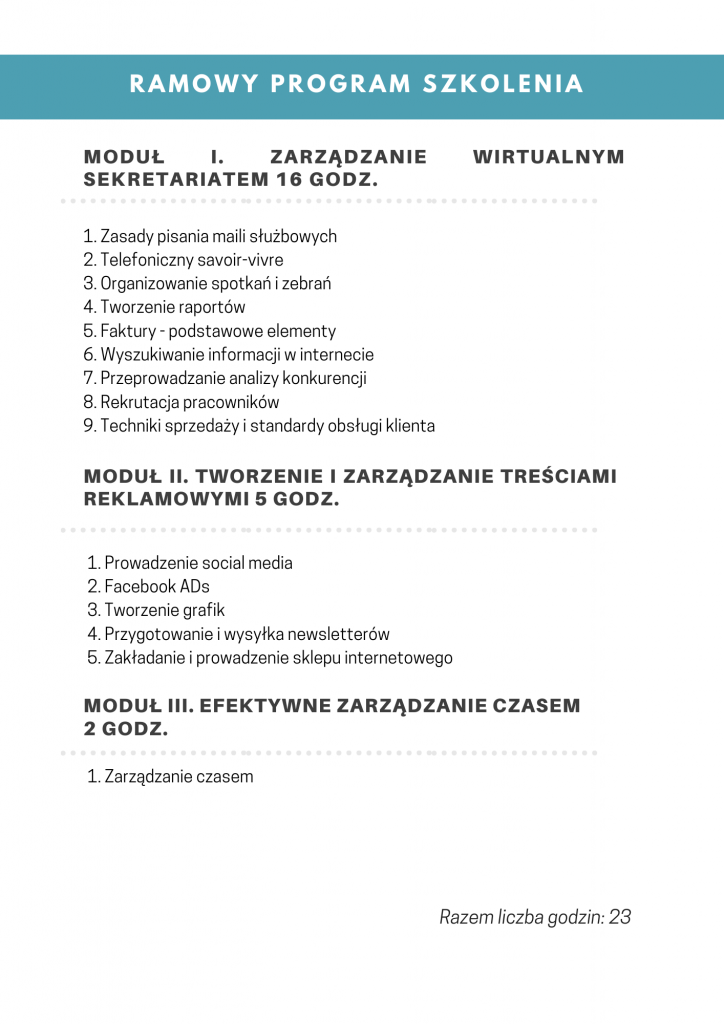 RAMOWY PROGRAM SZKOLENIA
MODUŁ I. ZARZĄDZANIE WIRTUALNYM
SEKRETARIATEM 16 GODZ.
1. Zasady pisania maili służbowych
2. Telefoniczny savoir-vivre
3. Organizowanie spotkań i zebrań
4. Tworzenie raportów
5. Faktury - podstawowe elementy
6. Wyszukiwanie informacji w internecie
7. Przeprowadzanie analizy konkurencji
8. Rekrutacja pracowników
9. Techniki sprzedaży i standardy obsługi klienta
MODUŁ II. TWORZENIE I ZARZĄDZANIE TREŚCIAMI
REKLAMOWYMI 5 GODZ.
1. Prowadzenie social media
2. Facebook ADs
3. Tworzenie grafik
4. Przygotowanie i wysyłka newsletterów
5. Zakładanie i prowadzenie sklepu internetowego
MODUŁ III. EFEKTYWNE ZARZĄDZANIE CZASEM
2 GODZ.
1. Zarządzanie czasem
Razem liczba godzin: 23